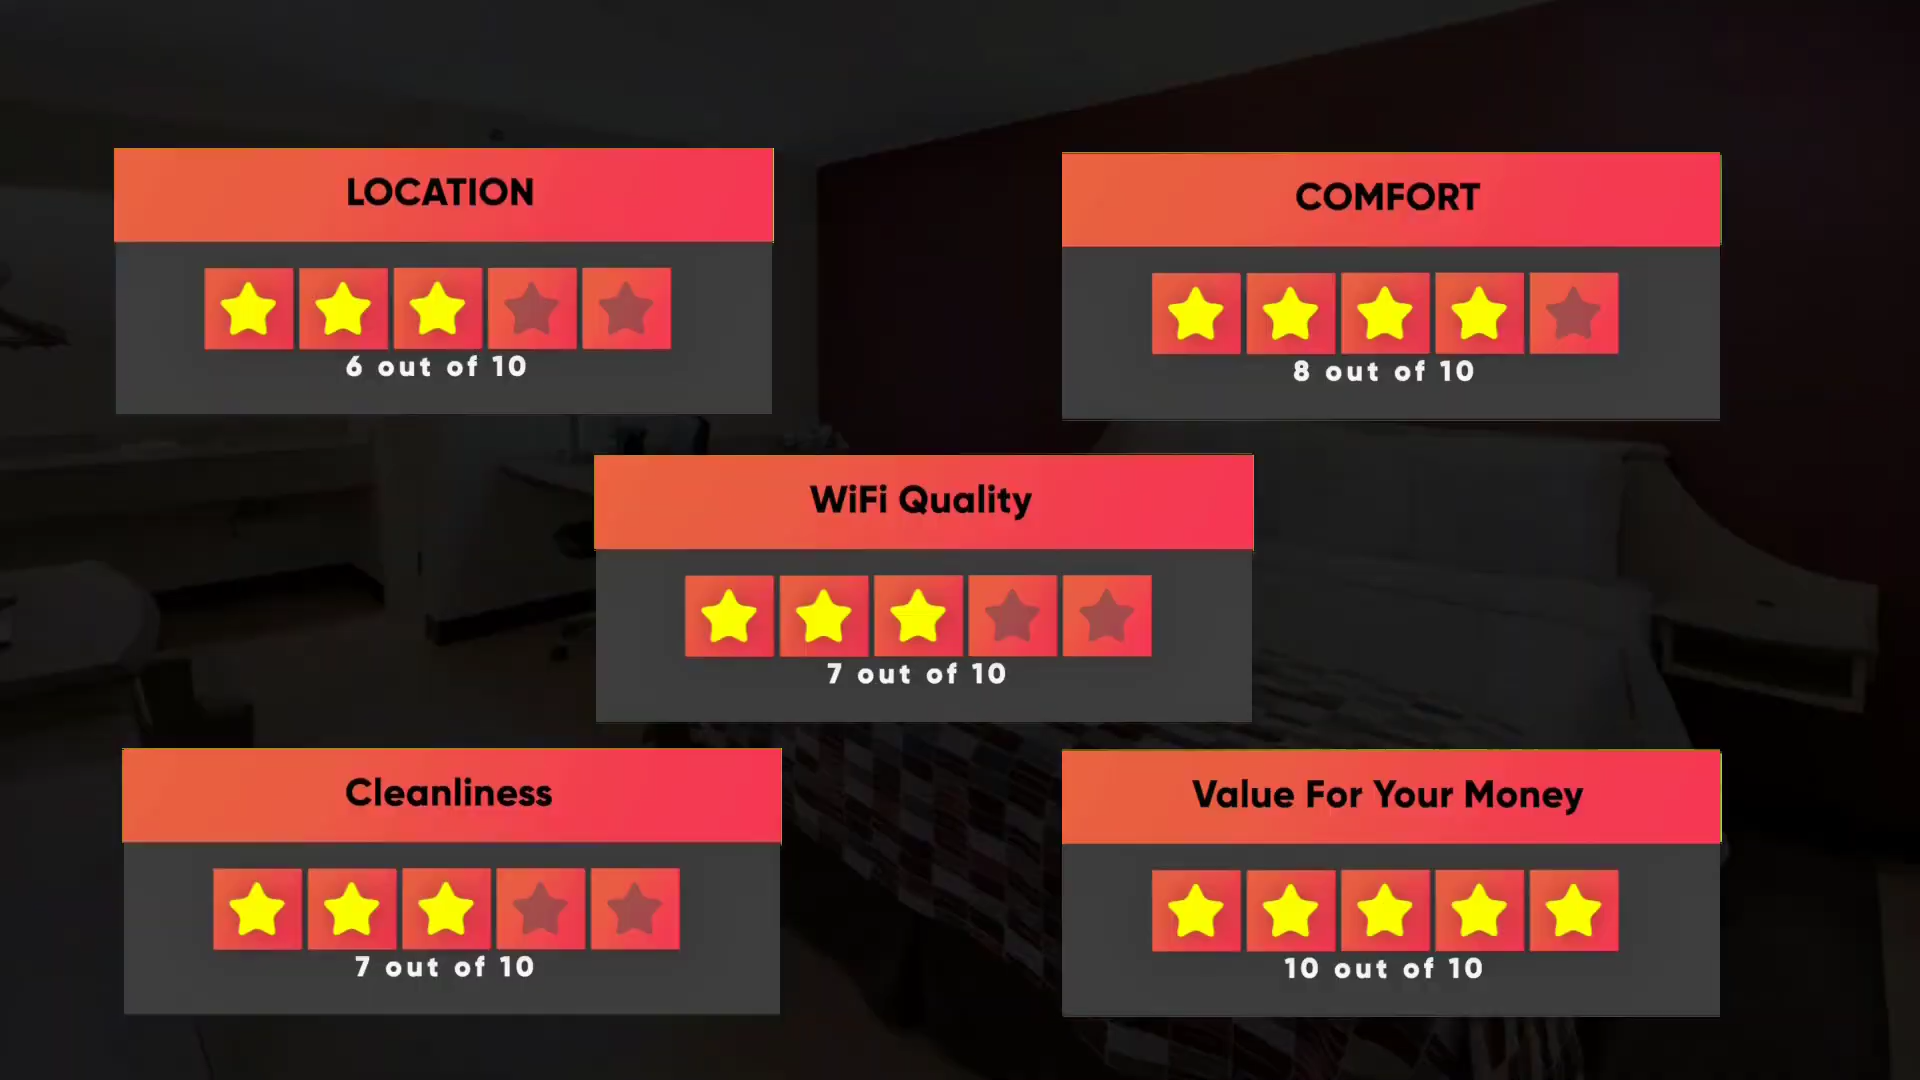 LOCATION
6 out of 10
COMFORT
8 out of 10
WiFi Quality
7 out of 10
Cleanliness
7 out of 10
Value For Your Money
10 out of 10